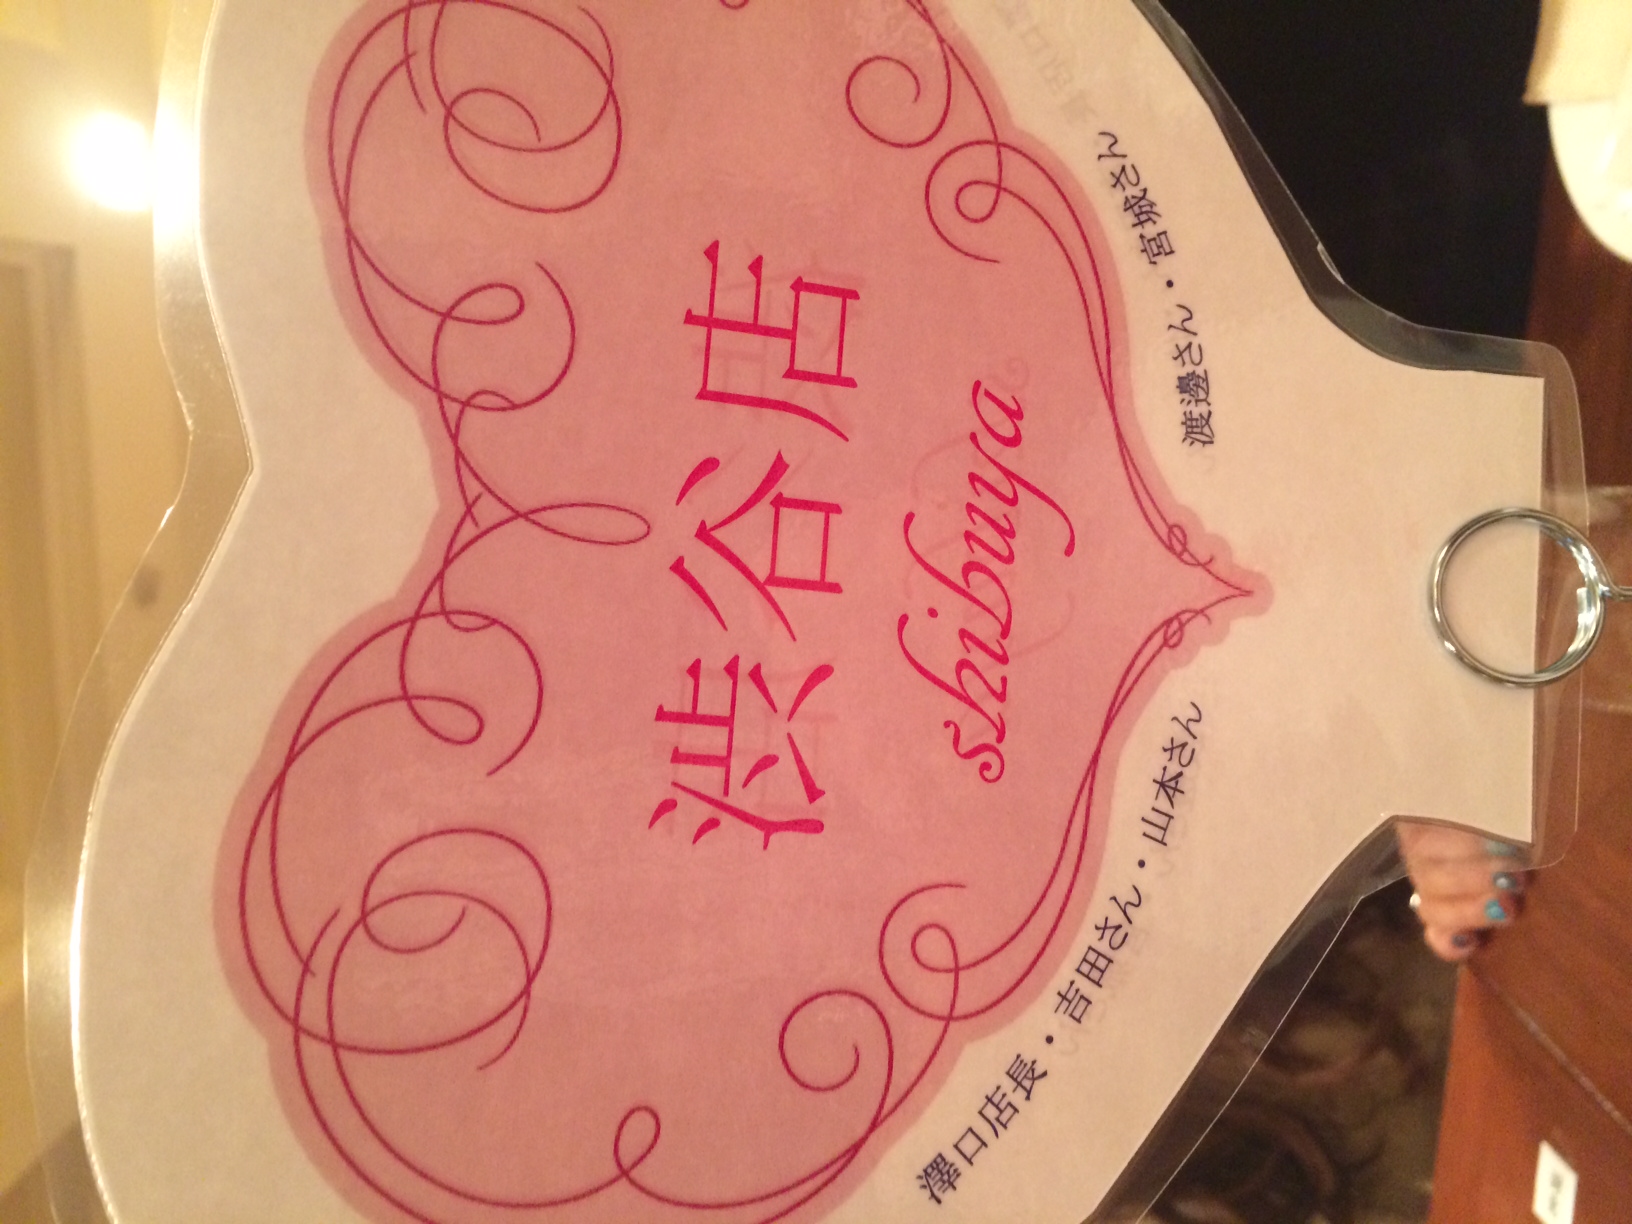 渋谷店
shibuya
澤口店長・吉田さん・山本さん
渡邊さん・宮城さん